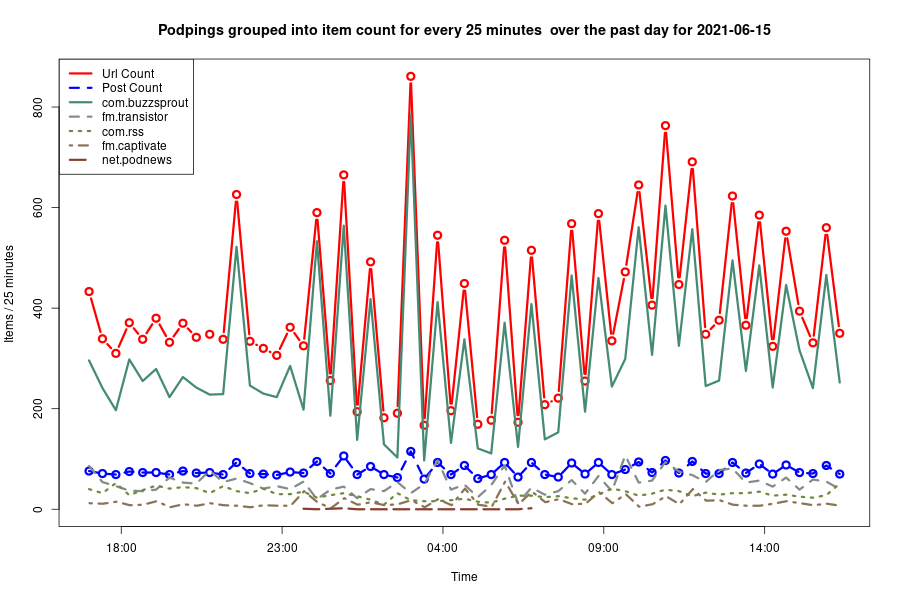 Podpings grouped into item count for every 25 minutes  over the past day for 2021-06-15
Url Count
Post Count
com.buzzsprout
fm.transistor
com.rss
fm.captivate
net.podnews
Items / 25 minutes
800
600
400
200
0
18:00
23:00
04:00
09:00
14:00
Time